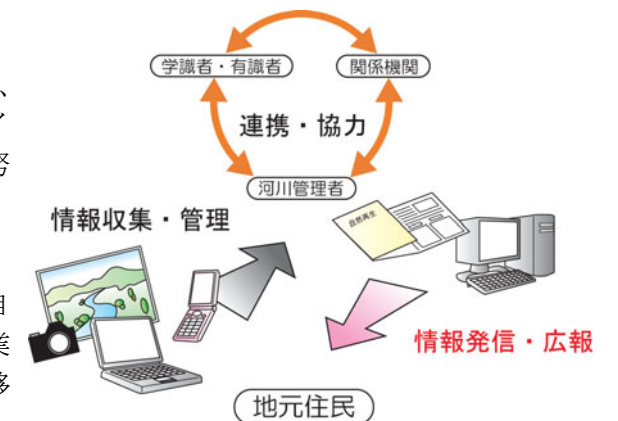 学識者・有識者
関係機関
連携・協力
河川管理者
情報収集・管理
自然再生
情報発信・広報
地元住民